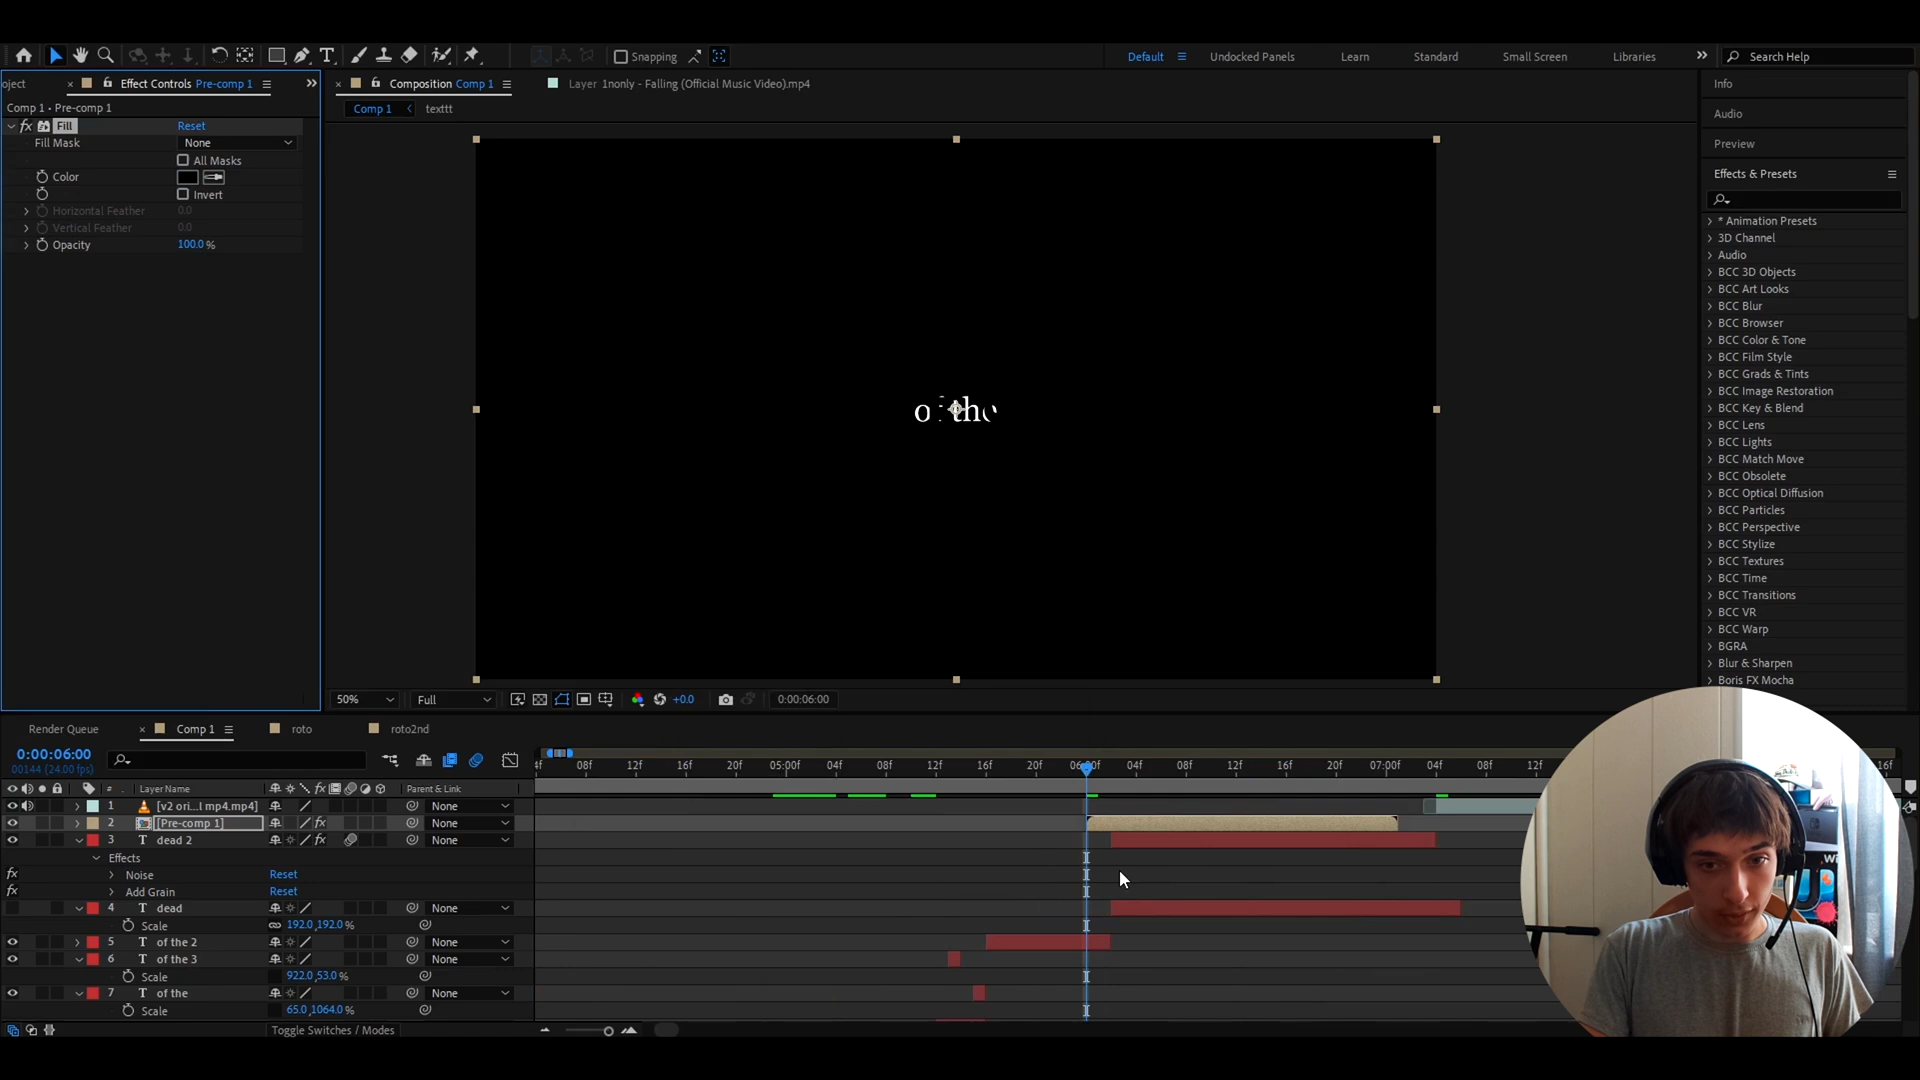 Snapping
Default
Undocked Panels
Learn
Standard
Small Screen
Libraries
Search Help
oject
Effect Controls Pre-comp 1
Composition Comp 1
Layer 1nonly - Falling (Official Music Video).mp4
Info
Comp 1 • Pre-comp 1
Comp 1
texttt
Audio
fx Fill Reset
Fill Mask None
All Masks
Color
Invert
Horizontal Feather 0.0
Vertical Feather 0.0
Opacity 100.0 %
Preview
Effects & Presets
* Animation Presets
3D Channel
Audio
BCC 3D Objects
BCC Art Looks
BCC Blur
BCC Browser
BCC Color & Tone
BCC Film Style
BCC Grads & Tints
BCC Image Restoration
BCC Key & Blend
BCC Lens
BCC Lights
BCC Match Move
BCC Obsolete
BCC Optical Diffusion
BCC Particles
BCC Perspective
BCC Stylize
BCC Textures
BCC Time
BCC Transitions
BCC VR
BCC Warp
BGRA
Blur & Sharpen
Boris FX Mocha
of the
50% Full +0.0 0:00:06:00
Render Queue
Comp 1
roto
roto2nd
0:00:06:00
00144 (24.00 fps)
4f 08f 12f 16f 20f 05:00f 04f 08f 12f 16f 20f 06:00f 04f 08f 12f 16f 20f 07:00f 04f 08f 12f 16f
# Layer Name Parent & Link
1 [v2 ori...l mp4.mp4] None
2 [Pre-comp 1] fx None
3 T dead 2 fx None
Effects
fx Noise Reset
fx Add Grain Reset
4 T dead None
Scale 192.0,192.0 %
5 T of the 2 None
6 T of the 3 None
Scale 922.0,53.0 %
7 T of the None
Scale 65.0,1064.0 %
Toggle Switches / Modes